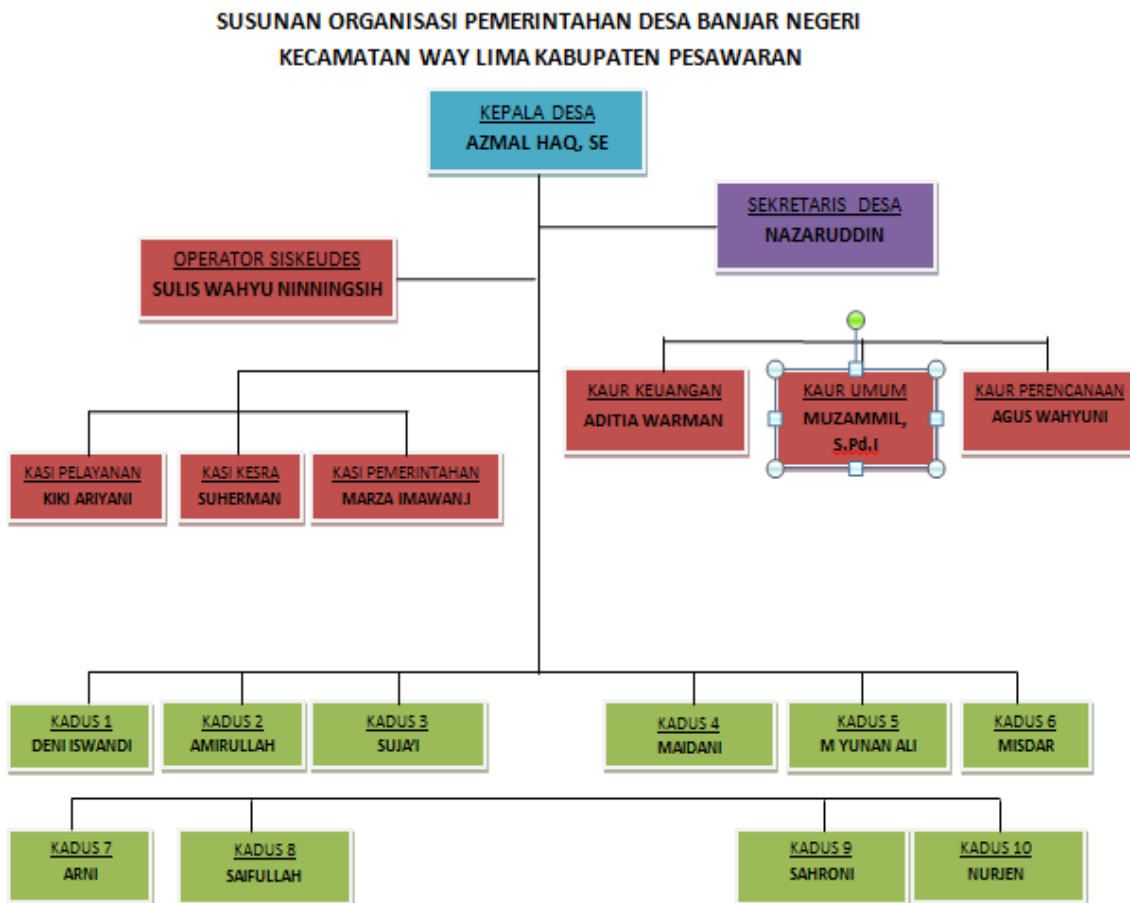 SUSUNAN ORGANISASI PEMERINTAHAN DESA BANJAR NEGERI
KECAMATAN WAY LIMA KABUPATEN PESAWARAN
KEPALA DESA
AZMAL HAQ, SE
SEKRETARIS DESA
NAZARUDDIN
OPERATOR SISKEUDES
SULIS WAHYU NINNINGSIH
KAUR KEUANGAN
ADITIA WARMAN
KAUR UMUM
MUZAMMIL,
S.Pd.I
KAUR PERENCANAAN
AGUS WAHYUNI
KASI PELAYANAN
KIKI ARIYANI
KASI KESRA
SUHERMAN
KASI PEMERINTAHAN
MARZA IMAWAN.I
KADUS 1
DENI ISWANDI
KADUS 2
AMIRULLAH
KADUS 3
SUJA'I
KADUS 4
MAIDANI
KADUS 5
M YUNAN ALI
KADUS 6
MISDAR
KADUS 7
ARNI
KADUS 8
SAIFULLAH
KADUS 9
SAHRONI
KADUS 10
NURJEN